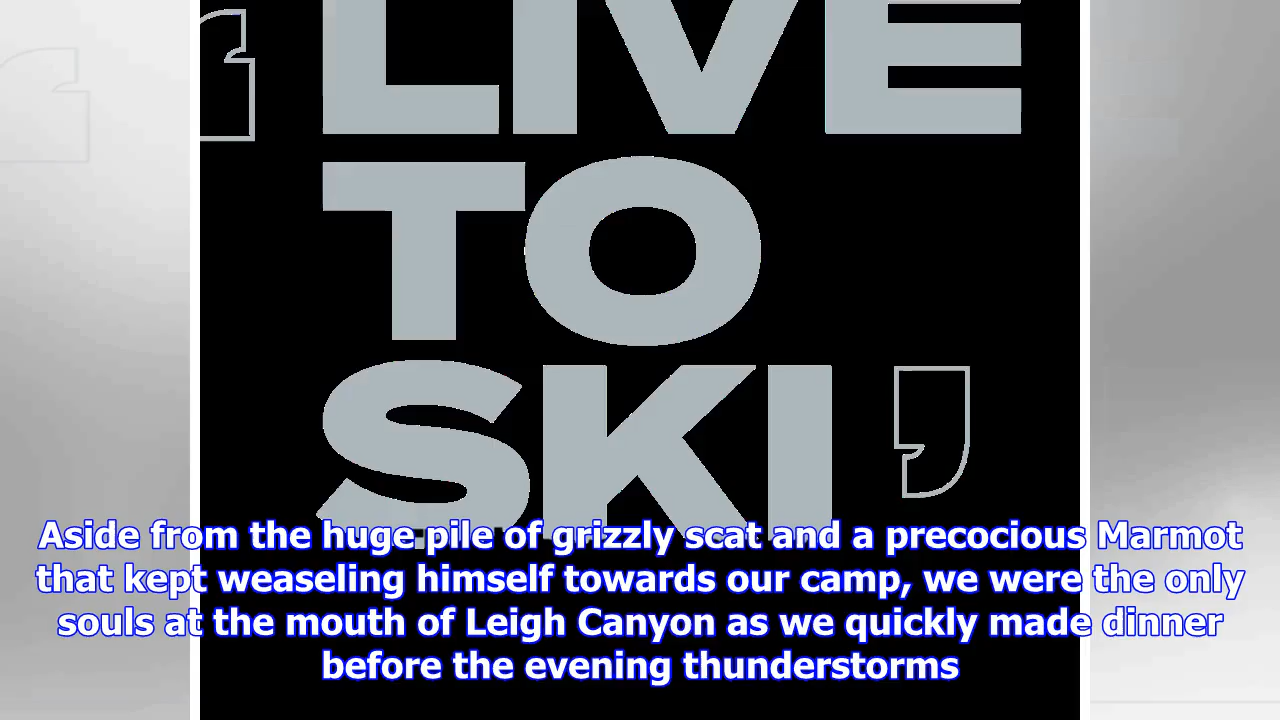 ‘LIVE
TO
SKI’
Aside from the huge pile of grizzly scat and a precocious Marmot
that kept weaseling himself towards our camp, we were the only
souls at the mouth of Leigh Canyon as we quickly made dinner
before the evening thunderstorms